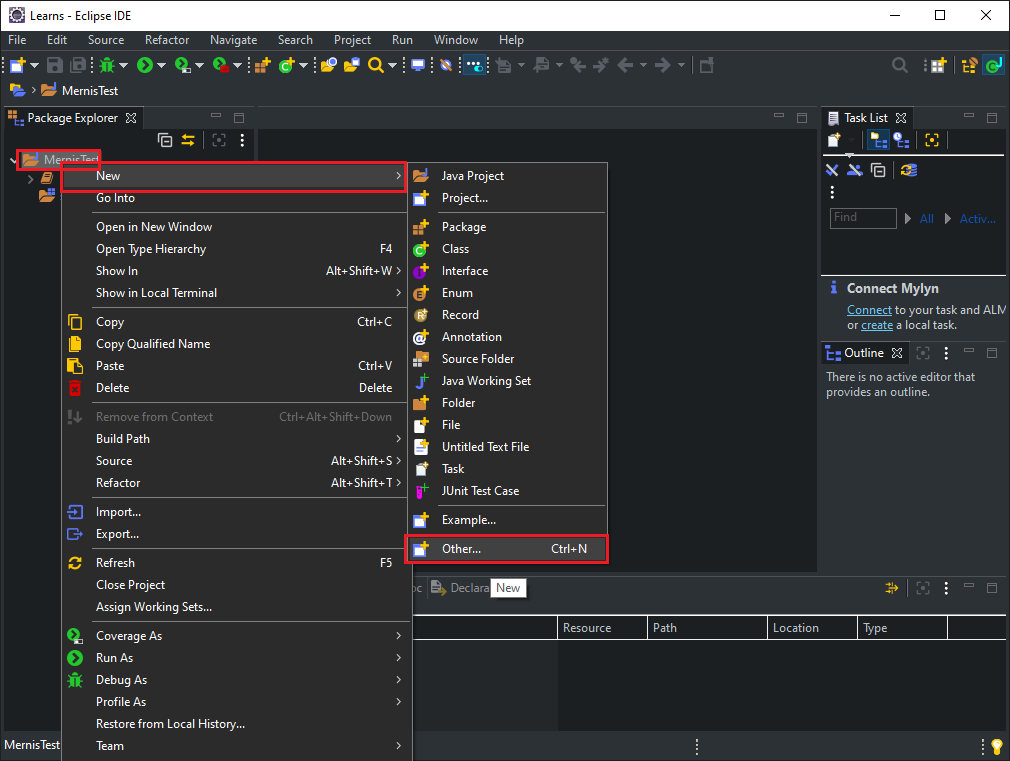 Learns - Eclipse IDE
File Edit Source Refactor Navigate Search Project Run Window Help
MernisTest
Package Explorer
MernisTest
New
Go Into
Open in New Window
Open Type Hierarchy F4
Show In Alt+Shift+W
Show in Local Terminal
Copy Ctrl+C
Copy Qualified Name
Paste Ctrl+V
Delete Delete
Remove from Context Ctrl+Alt+Shift+Down
Build Path
Source Alt+Shift+S
Refactor Alt+Shift+T
Import...
Export...
Refresh F5
Close Project
Assign Working Sets...
Coverage As
Run As
Debug As
Profile As
Restore from Local History...
Team
Java Project
Project...
Package
Class
Interface
Enum
Record
Annotation
Source Folder
Java Working Set
Folder
File
Untitled Text File
Task
JUnit Test Case
Example...
Other... Ctrl+N
New
Task List
Find All Activ...
Connect Mylyn
Connect to your task and ALM
or create a local task.
Outline
There is no active editor that
provides an outline.
oc Declara
Resource Path Location Type
MernisTest